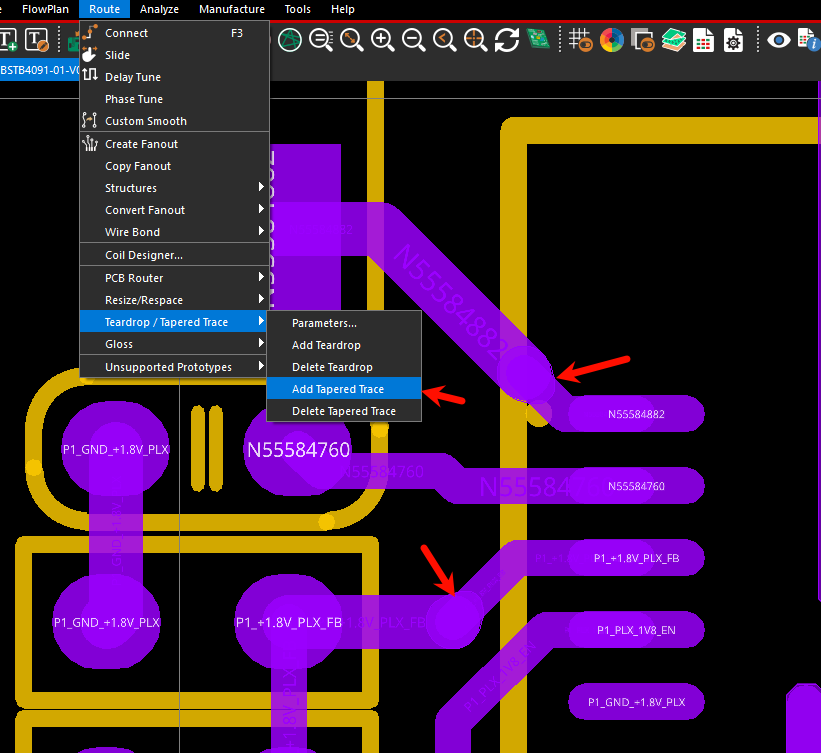 FlowPlan Route Analyze Manufacture Tools Help
BSTB4091-01-V0
Connect F3
Slide
Delay Tune
Phase Tune
Custom Smooth
Create Fanout
Copy Fanout
Structures
Convert Fanout
Wire Bond
Coil Designer...
PCB Router
Resize/Respace
Teardrop / Tapered Trace
Gloss
Unsupported Prototypes
Parameters...
Add Teardrop
Delete Teardrop
Add Tapered Trace
Delete Tapered Trace
N55584882
N55584882
P1_GND_+1.8V_PLX
N55584760
N55584760
N55584760
P1_+1.8V_PLX_FB
P1_GND_+1.8V_PLX
P1_+1.8V_PLX_FB
P1_PLX_1V8_EN
P1_PLX_1V8_EN
P1_GND_+1.8V_PLX